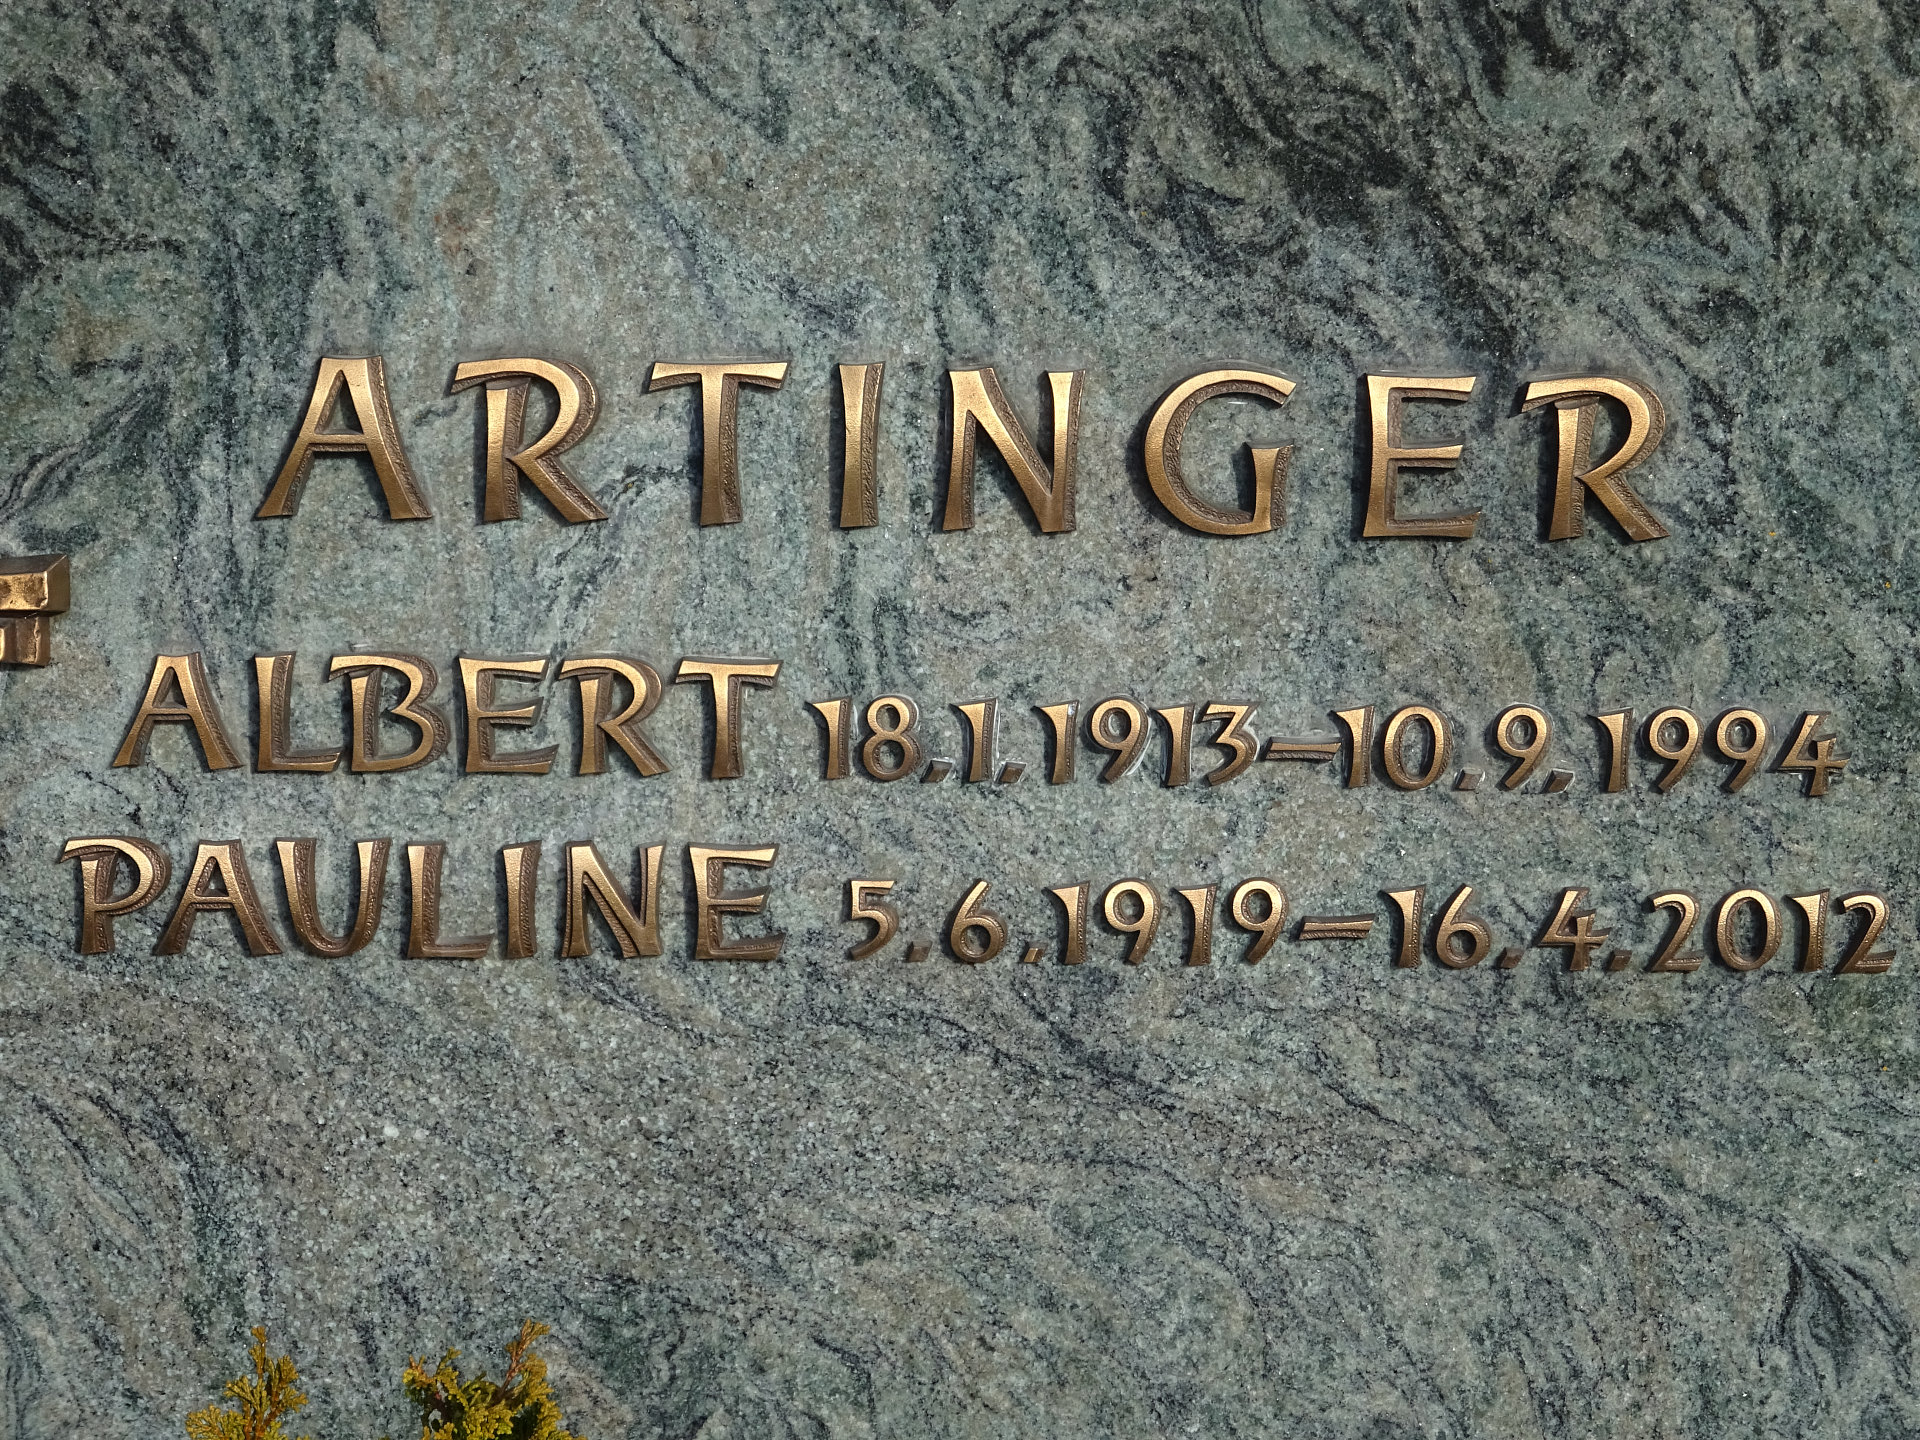 ARTINGER
ALBERT 18.1.1913–10.9.1994
PAULINE 5.6.1919–16.4.2012